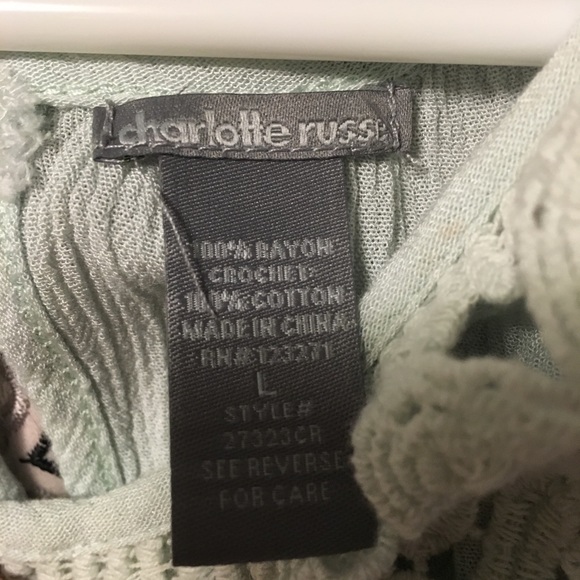 charlotte russe
100% RAYON
CROCHET:
100% COTTON
MADE IN CHINA
RN# 123271
L
STYLE#
27323CR
SEE REVERSE
FOR CARE